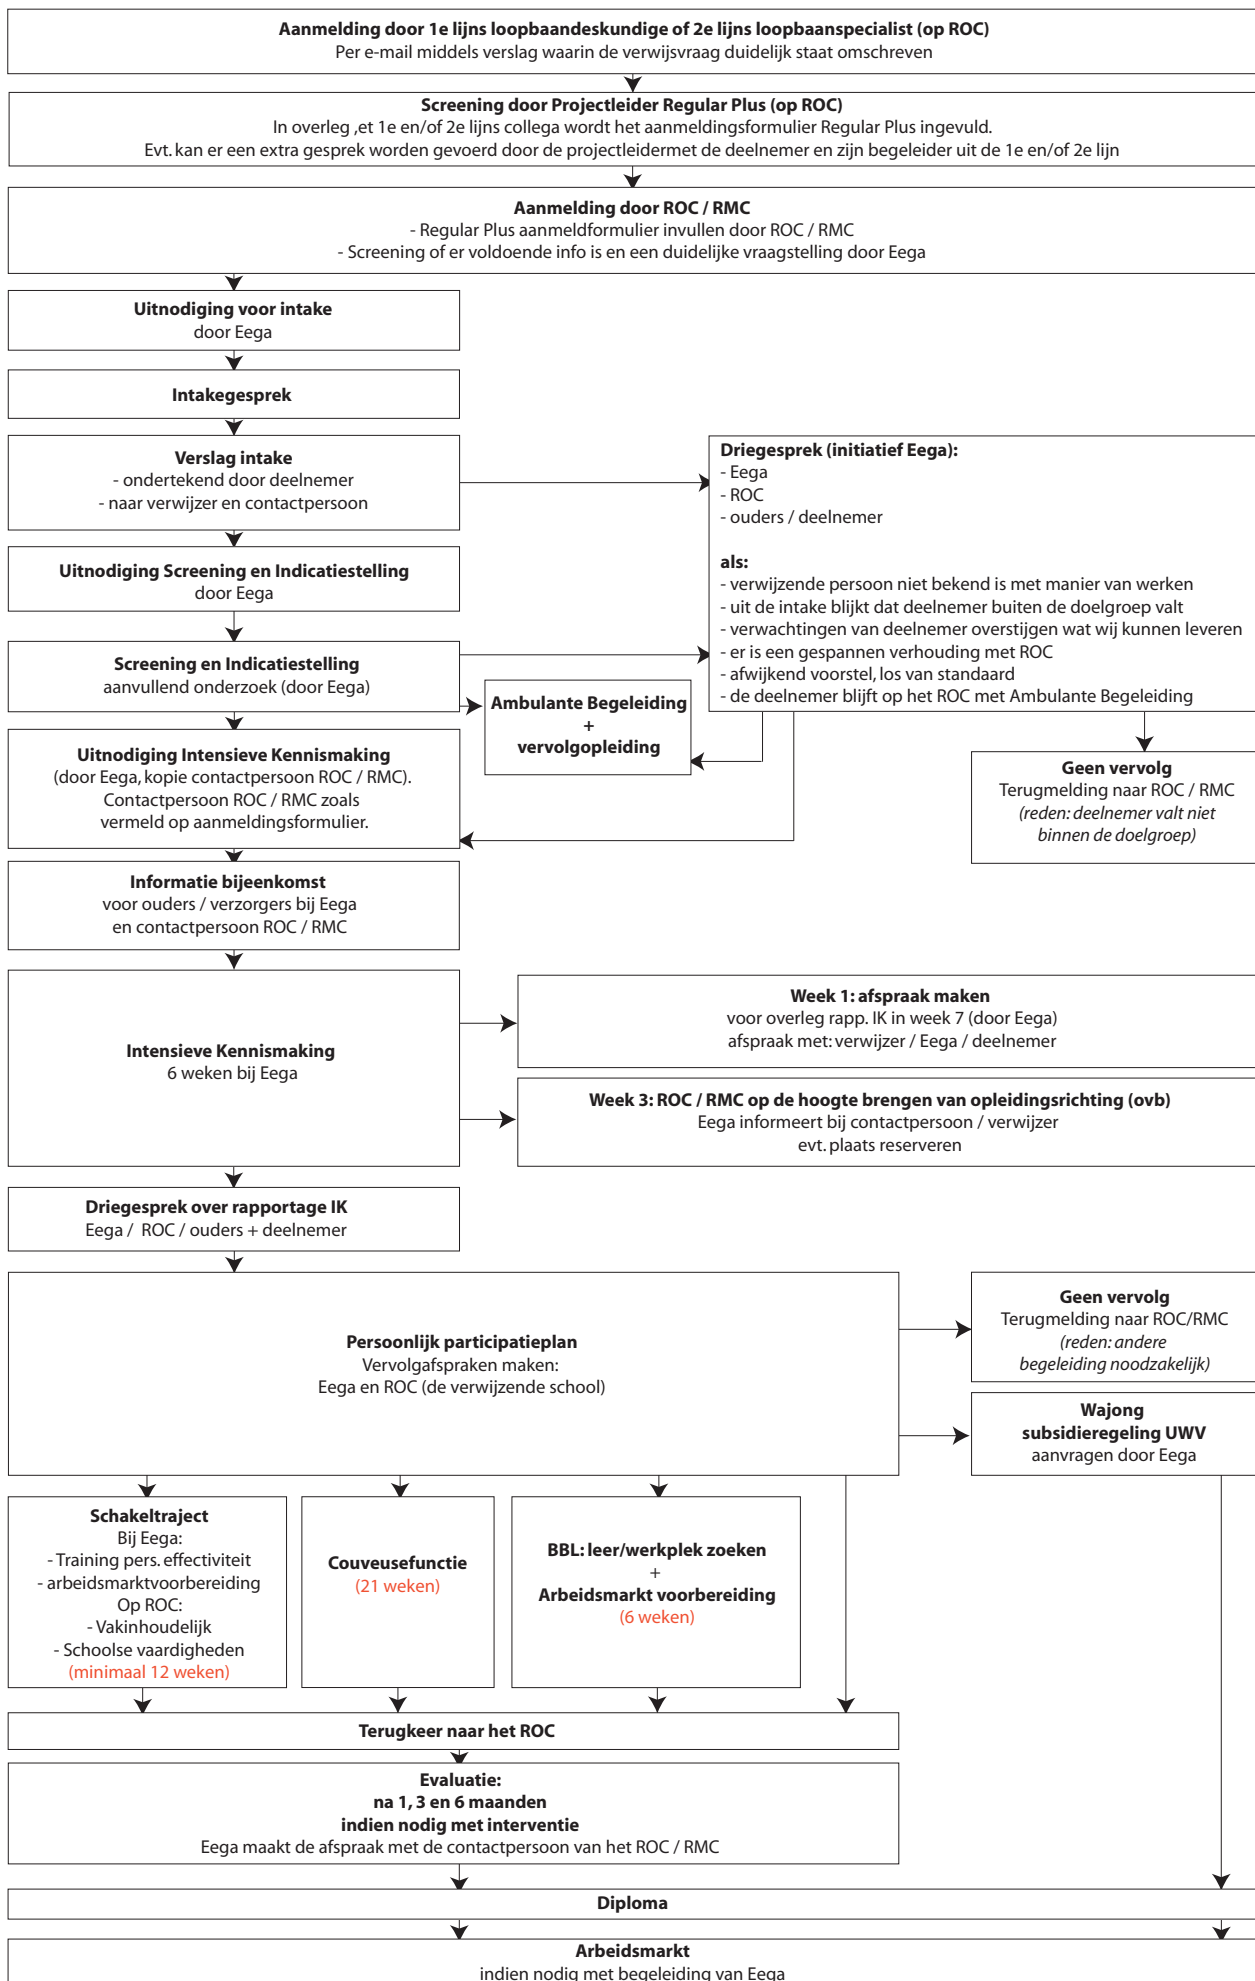 Aanmelding door 1e lijns loopbaandeskundige of 2e lijns loopbaanspecialist (op ROC)
Per e-mail middels verslag waarin de verwijsvraag duidelijk staat omschreven
Screening door Projectleider Regular Plus (op ROC)
In overleg ,et 1e en/of 2e lijns collega wordt het aanmeldingsformulier Regular Plus ingevuld.
Evt. kan er een extra gesprek worden gevoerd door de projectleidermet de deelnemer en zijn begeleider uit de 1e en/of 2e lijn
Aanmelding door ROC / RMC
- Regular Plus aanmeldformulier invullen door ROC / RMC
- Screening of er voldoende info is en een duidelijke vraagstelling door Eega
Uitnodiging voor intake
door Eega
Intakegesprek
Verslag intake
- ondertekend door deelnemer
- naar verwijzer en contactpersoon
Driegesprek (initiatief Eega):
- Eega
- ROC
- ouders / deelnemer
als:
- verwijzende persoon niet bekend is met manier van werken
- uit de intake blijkt dat deelnemer buiten de doelgroep valt
- verwachtingen van deelnemer overstijgen wat wij kunnen leveren
- er is een gespannen verhouding met ROC
- afwijkend voorstel, los van standaard
- de deelnemer blijft op het ROC met Ambulante Begeleiding
Uitnodiging Screening en Indicatiestelling
door Eega
Screening en Indicatiestelling
aanvullend onderzoek (door Eega)
Ambulante Begeleiding
+
vervolgopleiding
Uitnodiging Intensieve Kennismaking
(door Eega, kopie contactpersoon ROC / RMC).
Contactpersoon ROC / RMC zoals
vermeld op aanmeldingsformulier.
Geen vervolg
Terugmelding naar ROC / RMC
(reden: deelnemer valt niet
binnen de doelgroep)
Informatie bijeenkomst
voor ouders / verzorgers bij Eega
en contactpersoon ROC / RMC
Intensieve Kennismaking
6 weken bij Eega
Week 1: afspraak maken
voor overleg rapp. IK in week 7 (door Eega)
afspraak met: verwijzer / Eega / deelnemer
Week 3: ROC / RMC op de hoogte brengen van opleidingsrichting (ovb)
Eega informeert bij contactpersoon / verwijzer
evt. plaats reserveren
Driegesprek over rapportage IK
Eega / ROC / ouders + deelnemer
Persoonlijk participatieplan
Vervolgafspraken maken:
Eega en ROC (de verwijzende school)
Geen vervolg
Terugmelding naar ROC/RMC
(reden: andere
begeleiding noodzakelijk)
Wajong
subsidieregeling UWV
aanvragen door Eega
Schakeltraject
Bij Eega:
- Training pers. effectiviteit
- arbeidsmarktvoorbereiding
Op ROC:
- Vakinhoudelijk
- Schoolse vaardigheden
(minimaal 12 weken)
Couveusefunctie
(21 weken)
BBL: leer/werkplek zoeken
+
Arbeidsmarkt voorbereiding
(6 weken)
Terugkeer naar het ROC
Evaluatie:
na 1, 3 en 6 maanden
indien nodig met interventie
Eega maakt de afspraak met de contactpersoon van het ROC / RMC
Diploma
Arbeidsmarkt
indien nodig met begeleiding van Eega